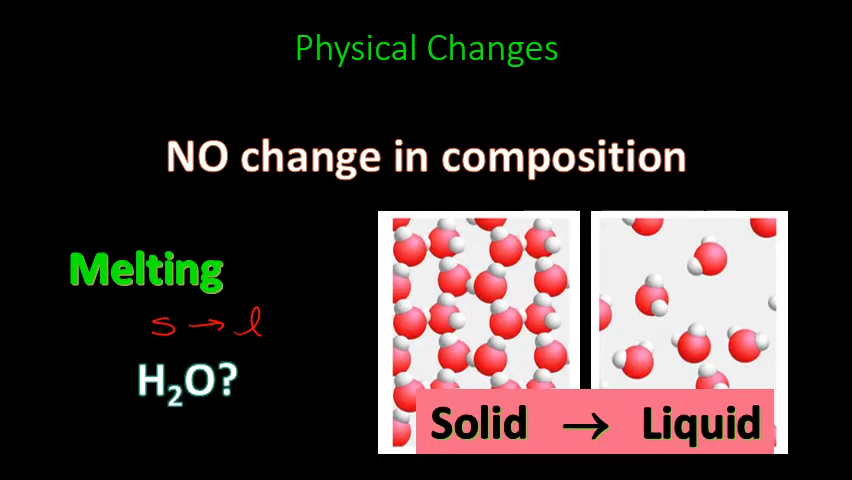 Physical Changes
NO change in composition
Melting
s → l
H₂O?
Solid → Liquid